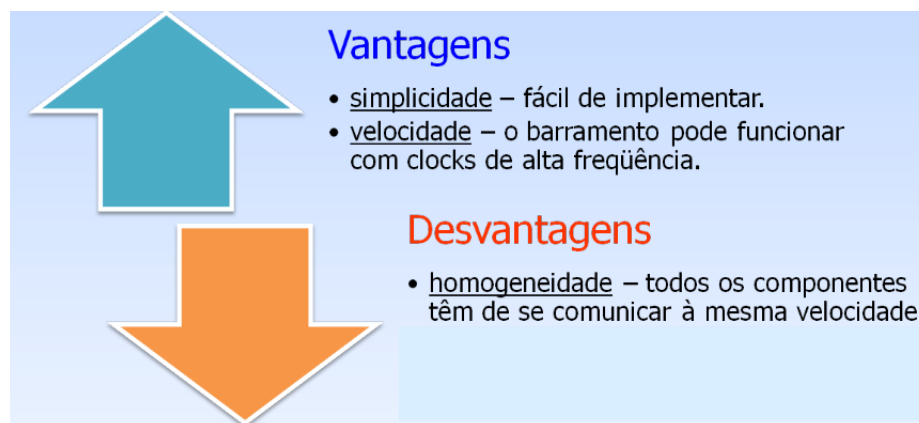 Vantagens
• simplicidade – fácil de implementar.
• velocidade – o barramento pode funcionar
com clocks de alta freqüência.
Desvantagens
• homogeneidade – todos os componentes
têm de se comunicar à mesma velocidade